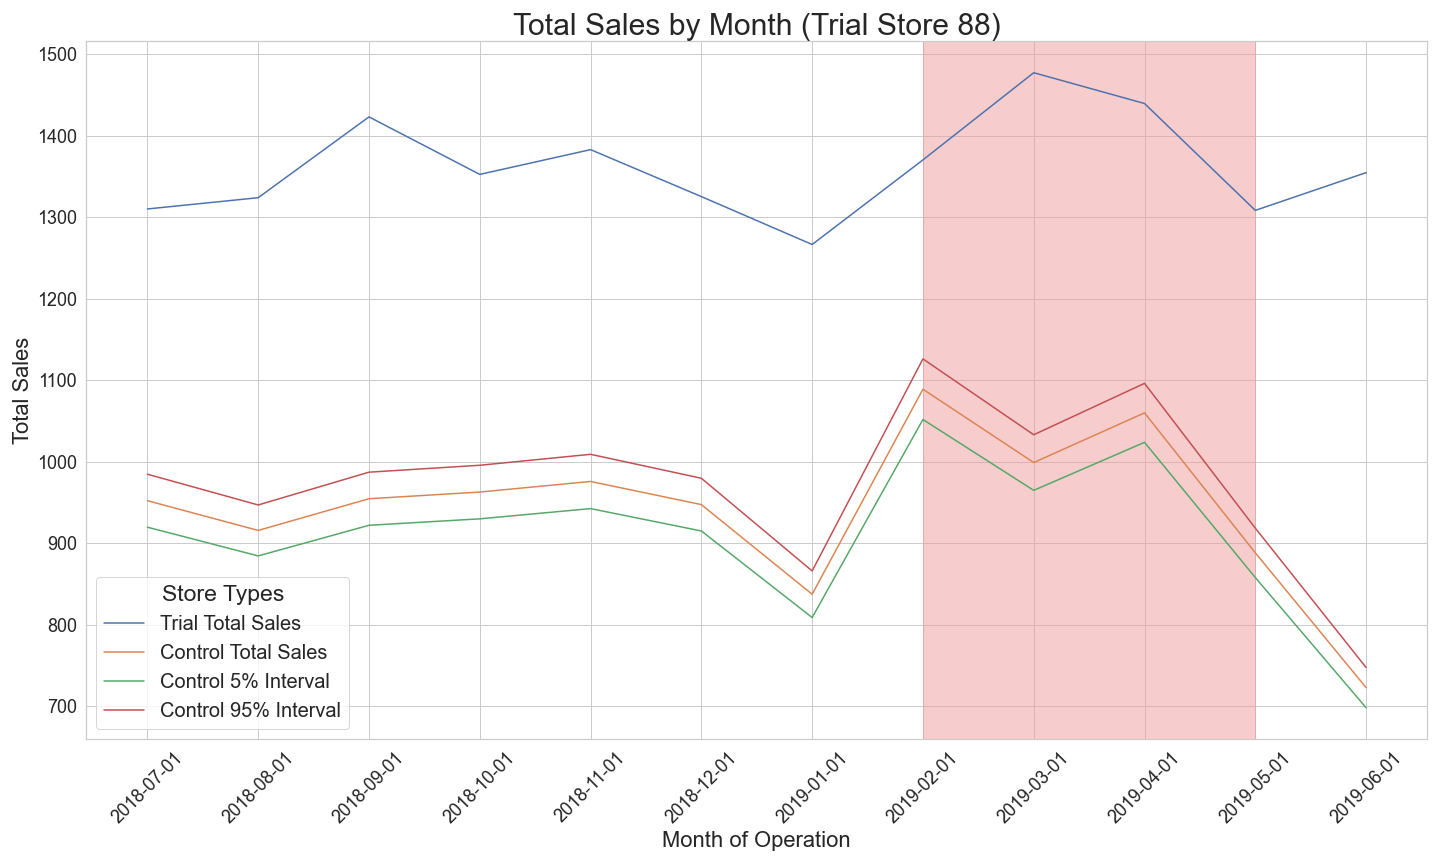 Total Sales by Month (Trial Store 88)
Total Sales
1500
1400
1300
1200
1100
1000
900
800
700
Store Types
Trial Total Sales
Control Total Sales
Control 5% Interval
Control 95% Interval
2018-07-01
2018-08-01
2018-09-01
2018-10-01
2018-11-01
2018-12-01
2019-01-01
2019-02-01
2019-03-01
2019-04-01
2019-05-01
2019-06-01
Month of Operation